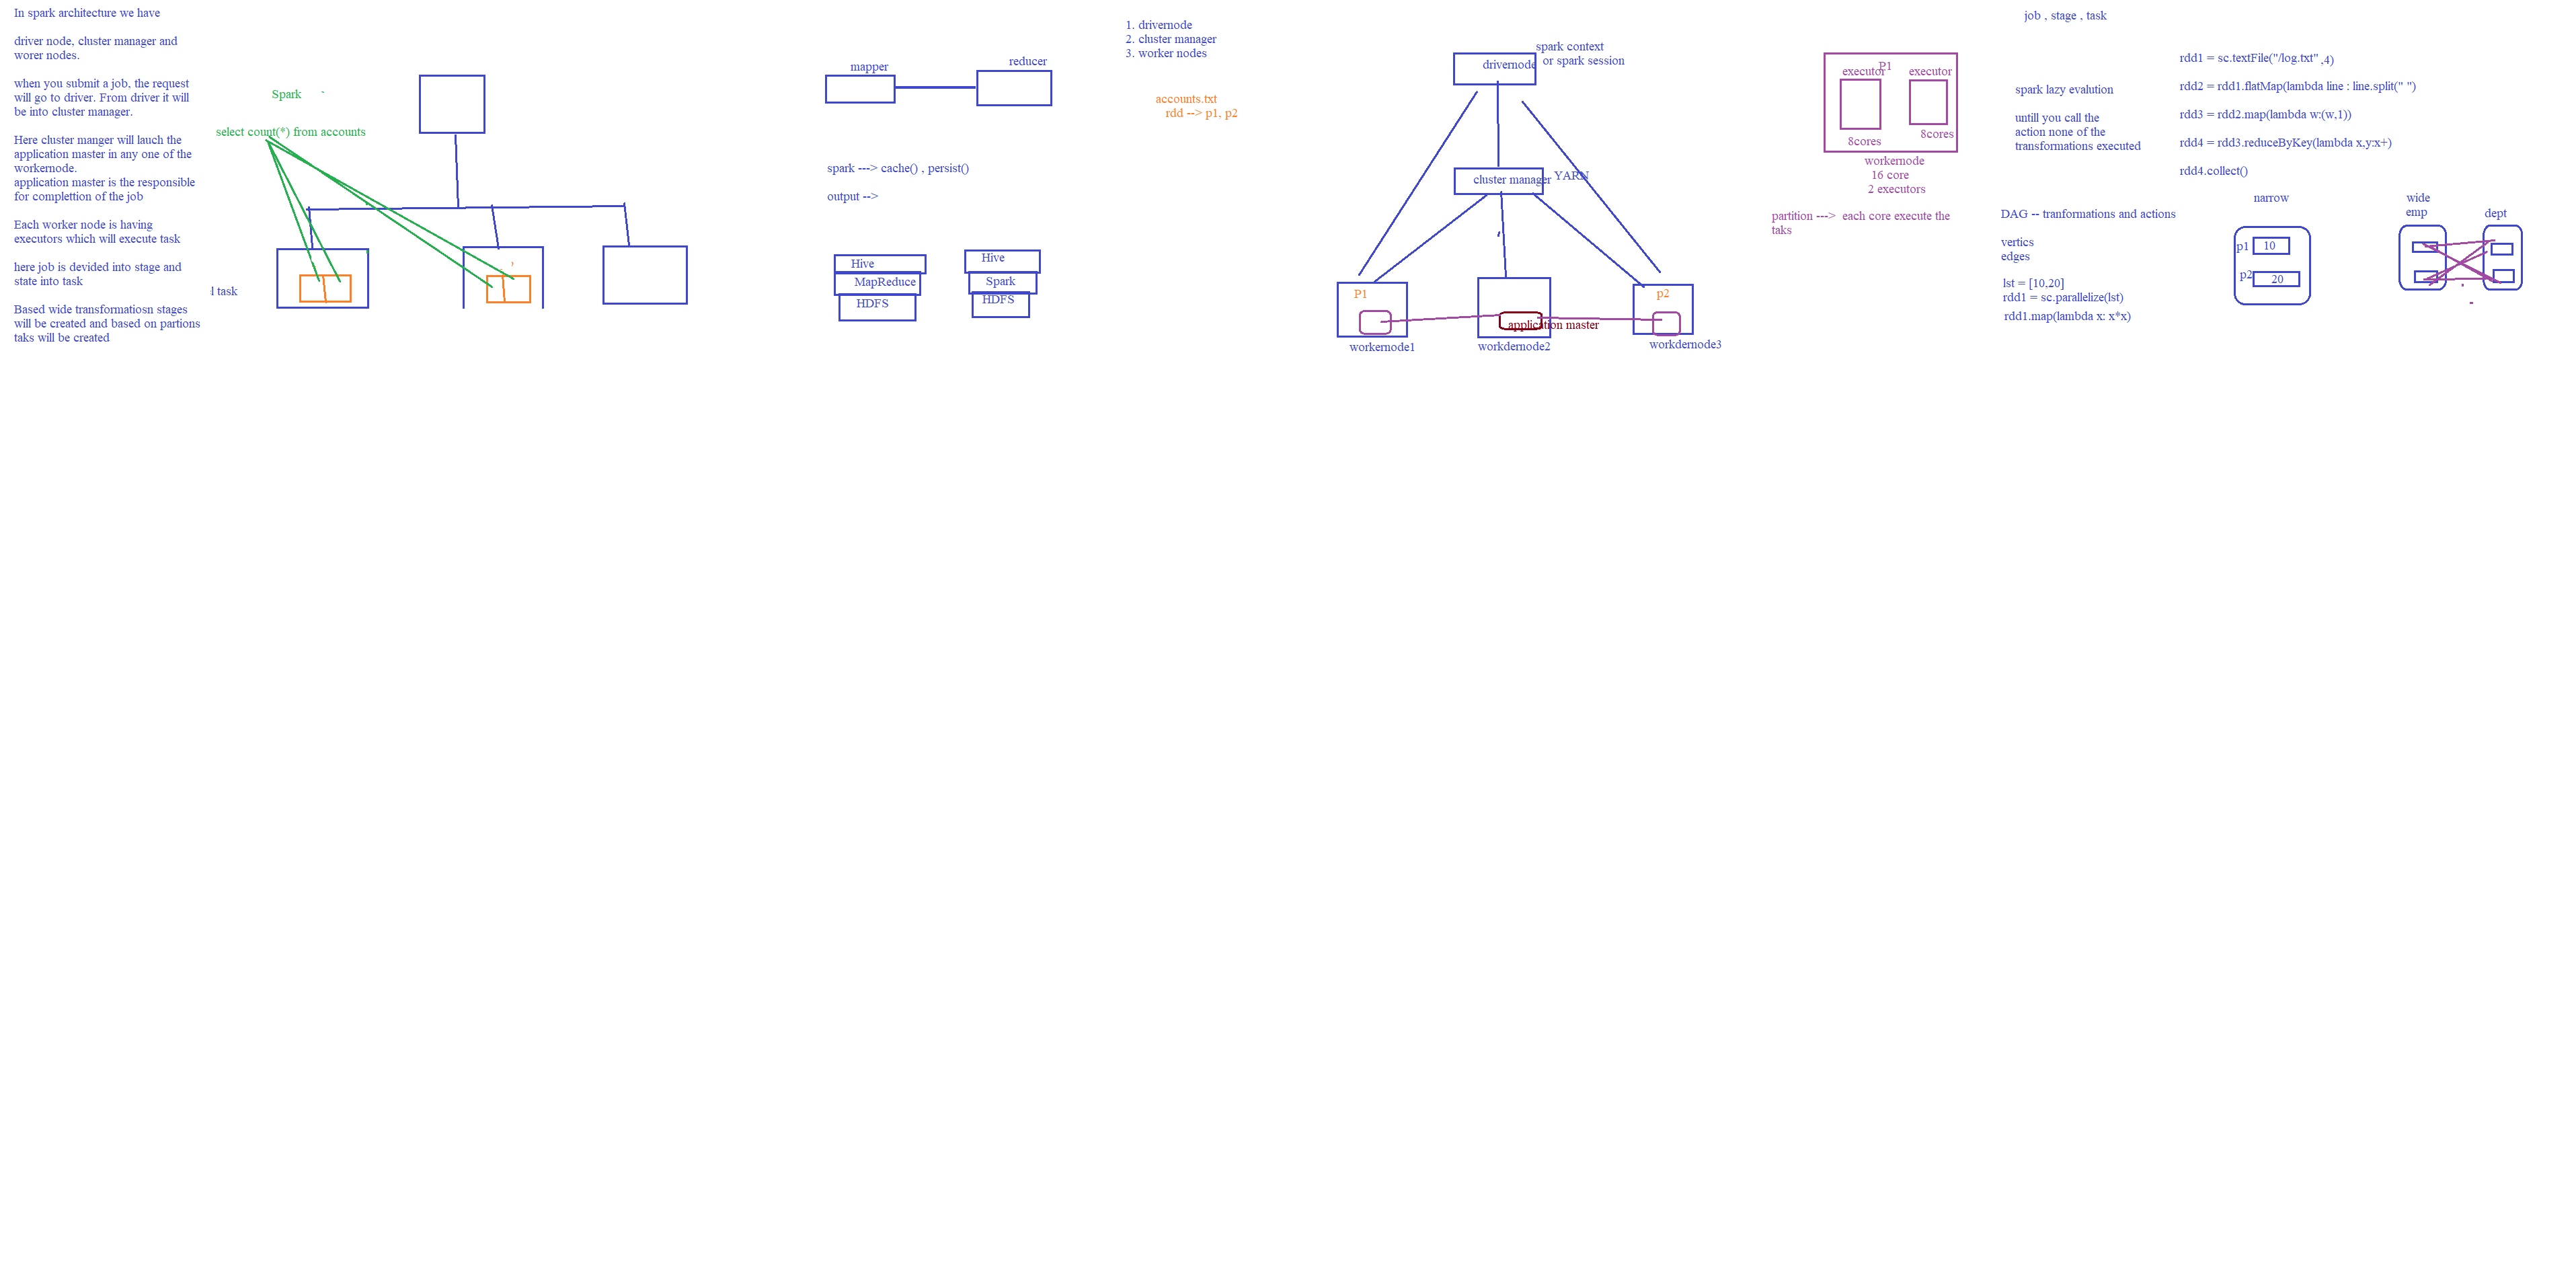 In spark architecture we have
driver node, cluster manager and
worer nodes.
when you submit a job, the request
will go to driver. From driver it will
be into cluster manager.
Here cluster manger will lauch the
application master in any one of the
workernode.
application master is the responsible
for complettion of the job
Each worker node is having
executors which will execute task
here job is devided into stage and
state into task
Based wide transformatiosn stages
will be created and based on partions
taks will be created
Spark
select count(*) from accounts
l task
mapper
reducer
spark ---> cache() , persist()
output -->
Hive
MapReduce
HDFS
Hive
Spark
HDFS
1. drivernode
2. cluster manager
3. worker nodes
accounts.txt
rdd --> p1, p2
drivernode
spark context
or spark session
cluster manager
YARN
P1
workernode1
application master
workdernode2
p2
workdernode3
P1
executor
executor
8cores
8cores
workernode
16 core
2 executors
partition ---> each core execute the
taks
job , stage , task
spark lazy evalution
untill you call the
action none of the
transformations executed
rdd1 = sc.textFile("/log.txt" ,4)
rdd2 = rdd1.flatMap(lambda line : line.split(" ")
rdd3 = rdd2.map(lambda w:(w,1))
rdd4 = rdd3.reduceByKey(lambda x,y:x+)
rdd4.collect()
DAG -- tranformations and actions
vertics
edges
lst = [10,20]
rdd1 = sc.parallelize(lst)
rdd1.map(lambda x: x*x)
narrow
p1
10
p2
20
wide
emp
dept